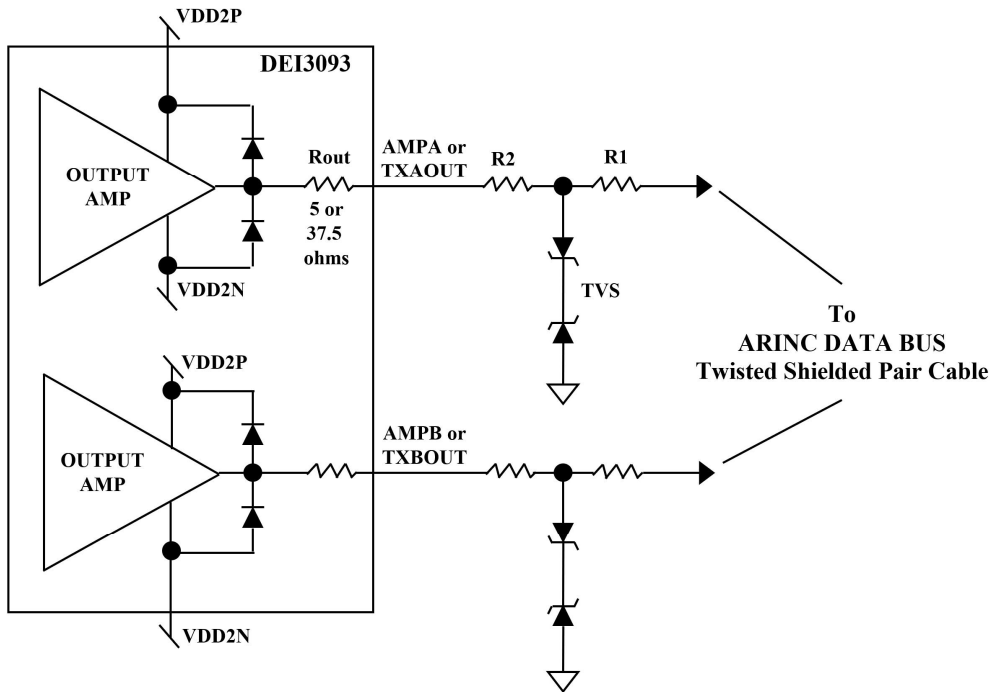 VDD2P
DEI3093
OUTPUT
AMP
Rout
5 or
37.5
ohms
AMPA or
TXAOUT
R2
R1
VDD2N
TVS
To
ARINC DATA BUS
Twisted Shielded Pair Cable
VDD2P
OUTPUT
AMP
AMPB or
TXBOUT
VDD2N